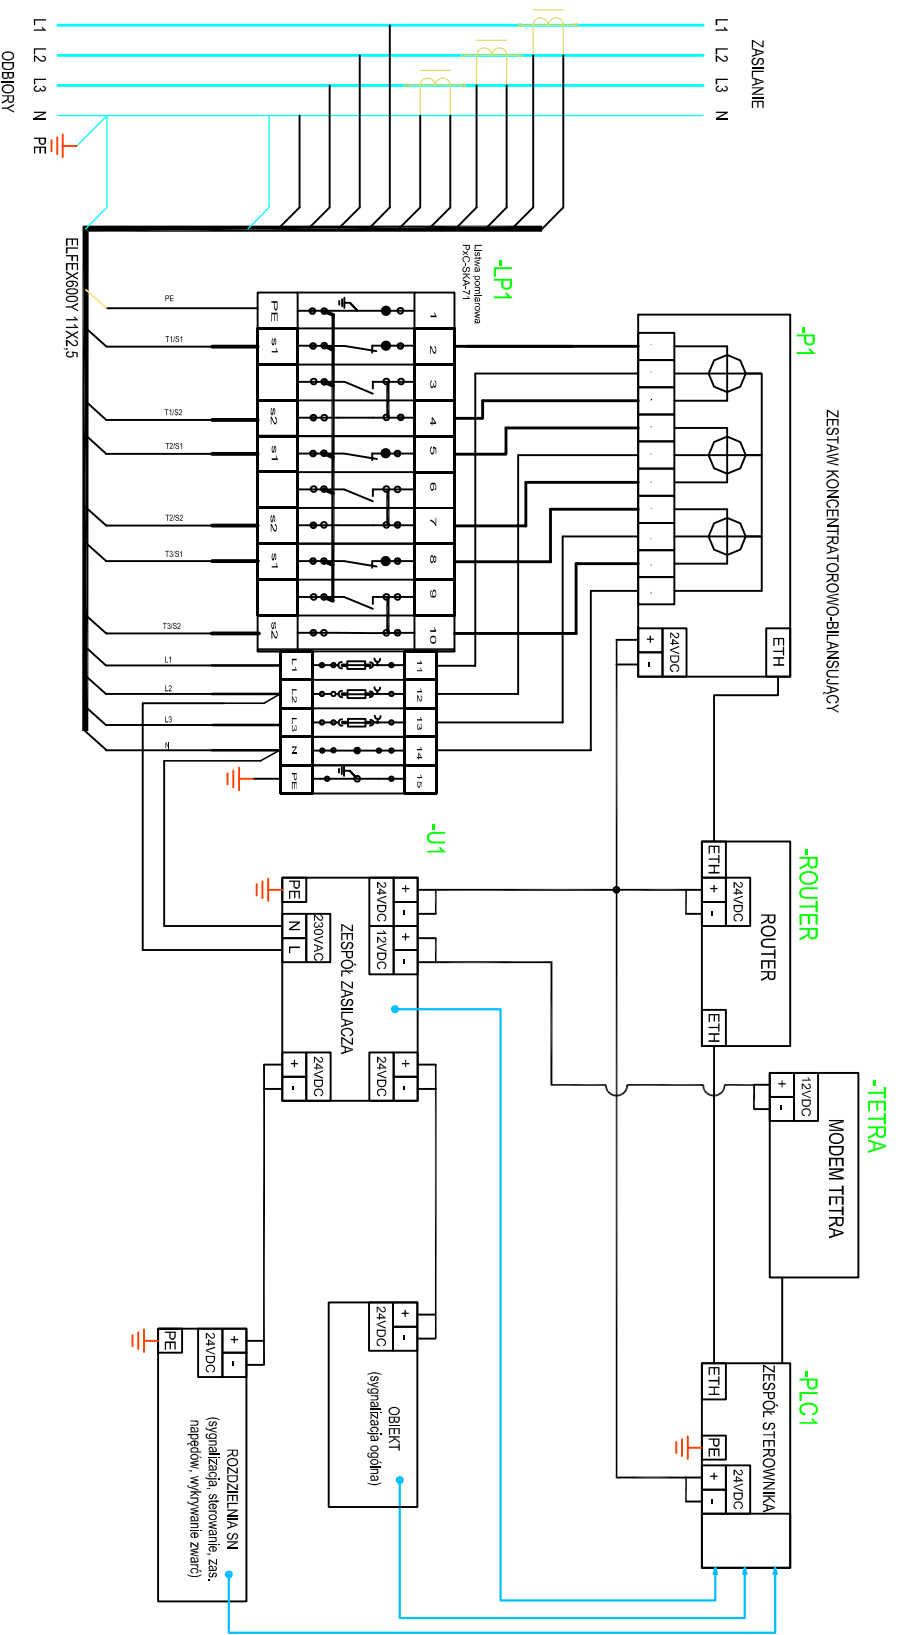 ZASILANIE
L1
L2
L3
N
L1
L2
L3
N
PE
ODBIORY
ELFEX600Y 11X2,5
-LP1
Listwa pomiarowa
PxC-SKA-71
PE
T1/S1
T1/S2
T2/S1
T2/S2
T3/S1
T3/S2
L1
L2
L3
N
PE
s1
s2
s1
s2
s1
s2
L1
L2
L3
N
PE
1
2
3
4
5
6
7
8
9
10
11
12
13
14
15
-P1
ZESTAW KONCENTRATOROWO-BILANSUJĄCY
ETH
24VDC
+
-
-ROUTER
ROUTER
ETH
24VDC
+
-
ETH
-U1
ZESPÓŁ ZASILACZA
24VDC
+
-
12VDC
+
-
24VDC
+
-
PE
230VAC
N
L
24VDC
+
-
-TETRA
MODEM TETRA
12VDC
+
-
-PLC1
ZESPÓŁ STEROWNIKA
ETH
PE
24VDC
+
-
OBIEKT
(sygnalizacja ogólna)
24VDC
+
-
ROZDZIELNIA SN
(sygnalizacja, sterowanie, zas.
napędów, wykrywanie zwarć)
24VDC
+
-
PE